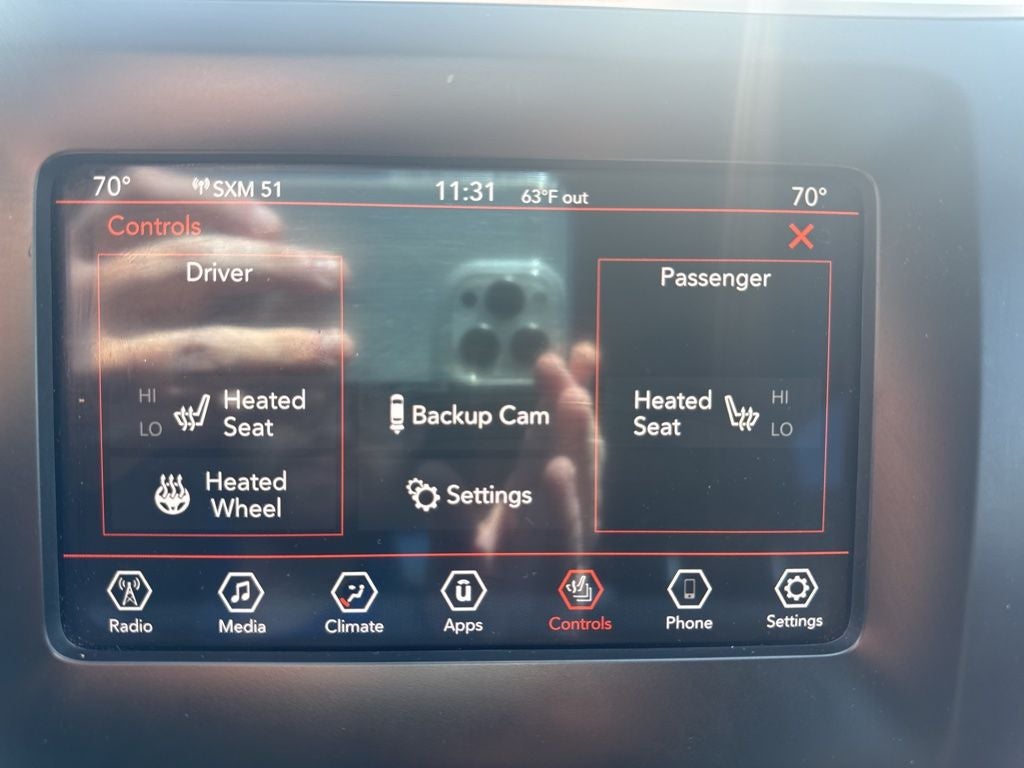 70° SXM 51 11:31 63°F out 70°
Controls
Driver
HI
LO
Heated
Seat
Heated
Wheel
Backup Cam
Settings
Passenger
Heated
Seat
HI
LO
Radio Media Climate Apps Controls Phone Settings